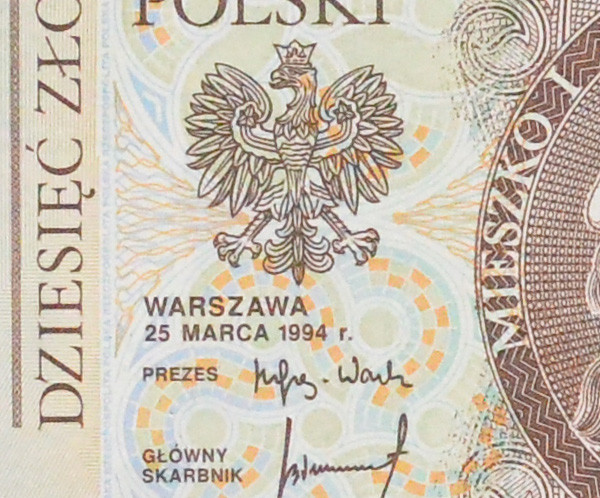 POLSKI
DZIESIĘĆ ZŁO
MIESZKO I
WARSZAWA
25 MARCA 1994 r.
PREZES
GŁÓWNY
SKARBNIK